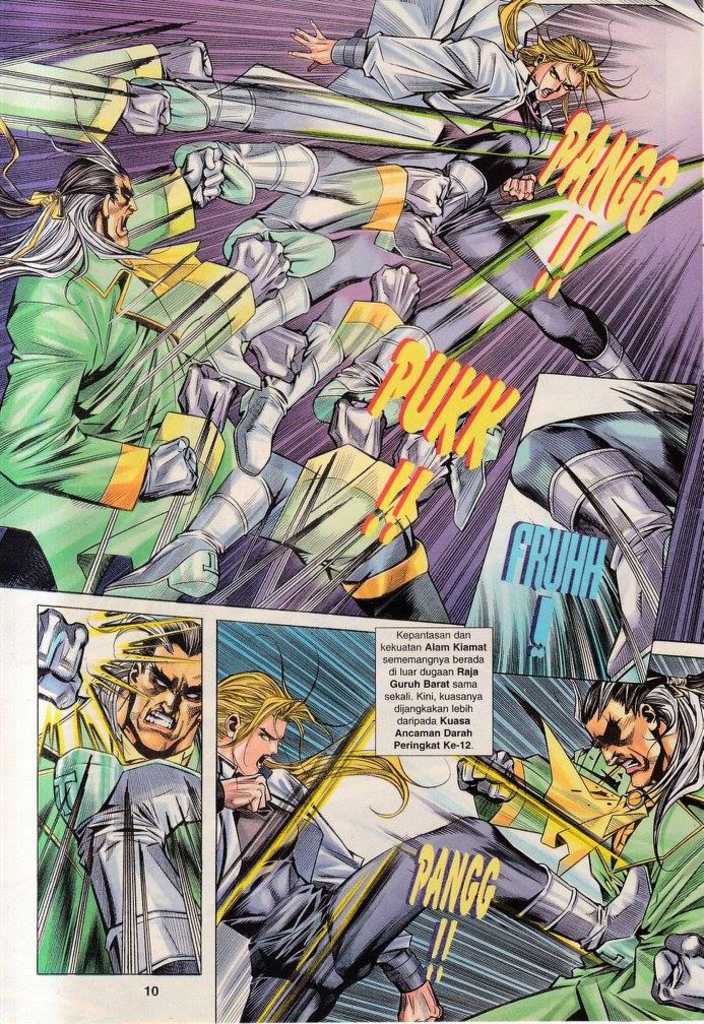 PANGG
!!
PUKK
!!
FRUHH
!
Kepantasan dan
kekuatan Alam Kiamat
sememangnya berada
di luar dugaan Raja
Guruh Barat sama
sekali. Kini, kuasanya
dijangkakan lebih
daripada Kuasa
Ancaman Darah
Peringkat Ke-12.
PANGG
!!
10